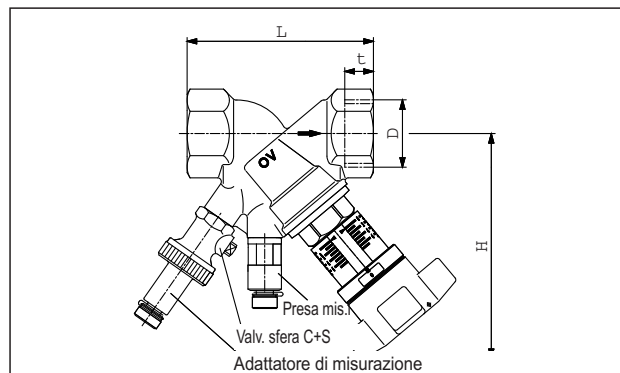 L
t
D
OV
H
Presa mis.
Valv. sfera C+S
Adattatore di misurazione